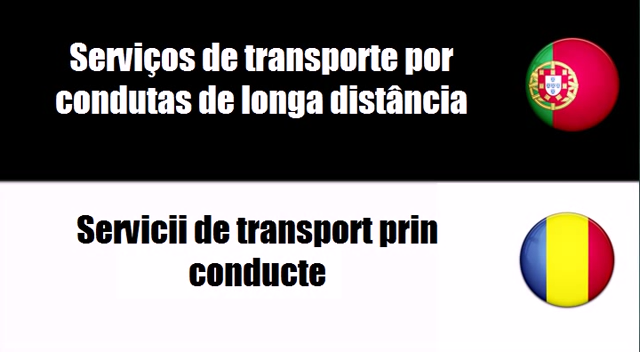 Serviços de transporte por
condutas de longa distância
Servicii de transport prin
conducte